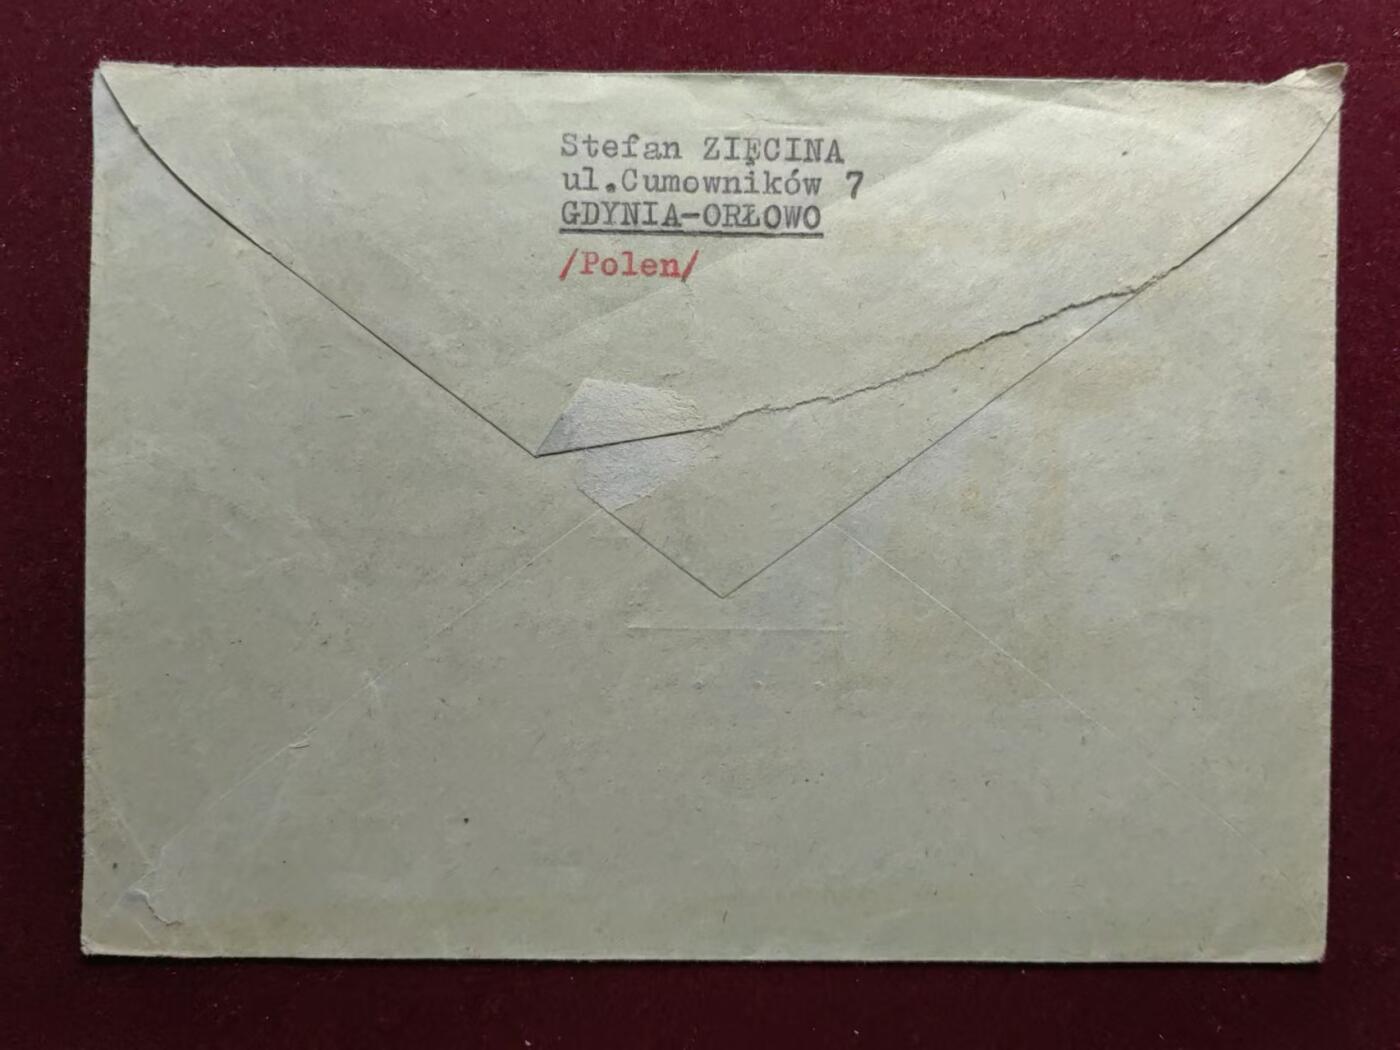 Stefan ZIĘCINA
ul.Cumowników 7
GDYNIA-ORŁOWO
/Polen/